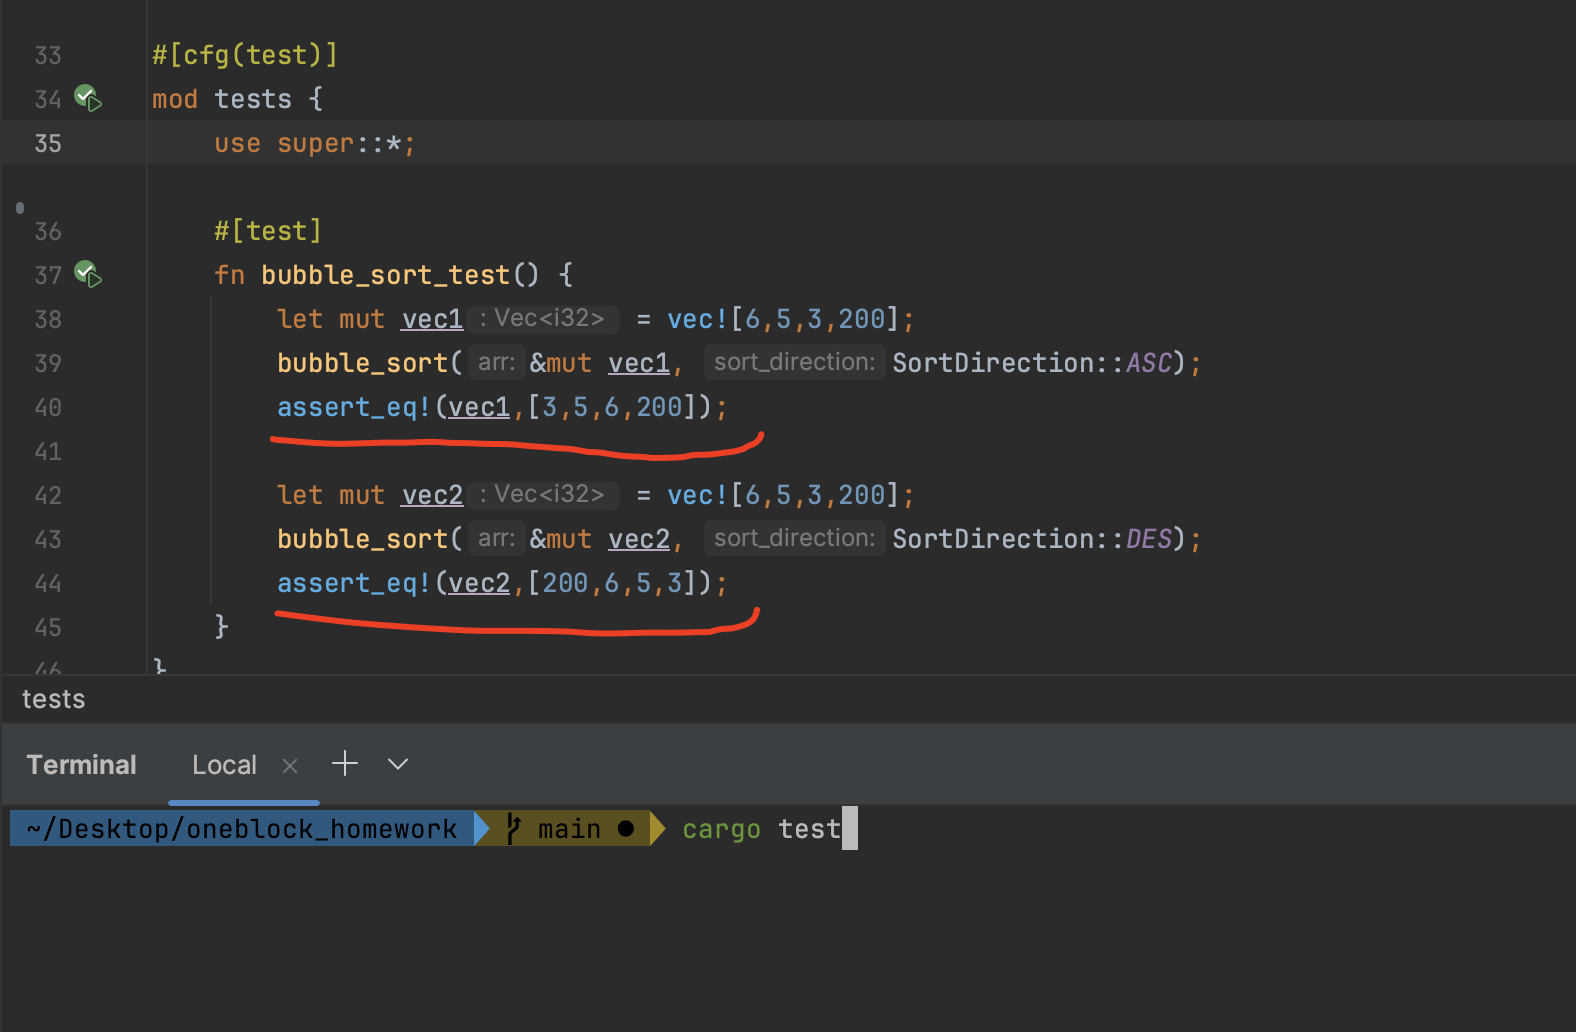 33 #[cfg(test)]
34 mod tests {
35 use super::*;
36 #[test]
37 fn bubble_sort_test() {
38 let mut vec1 : Vec<i32> = vec![6,5,3,200];
39 bubble_sort( arr: &mut vec1, sort_direction: SortDirection::ASC);
40 assert_eq!(vec1,[3,5,6,200]);
41
42 let mut vec2 : Vec<i32> = vec![6,5,3,200];
43 bubble_sort( arr: &mut vec2, sort_direction: SortDirection::DES);
44 assert_eq!(vec2,[200,6,5,3]);
45 }
46 }
tests
Terminal Local × + ⌄
~/Desktop/oneblock_homework main ● cargo test